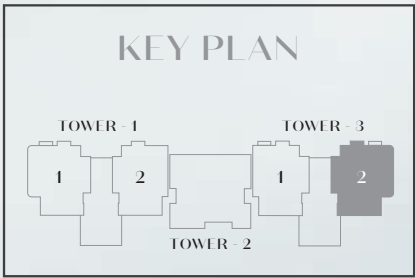 KEY PLAN
TOWER - 1
TOWER - 3
1
2
1
2
TOWER - 2